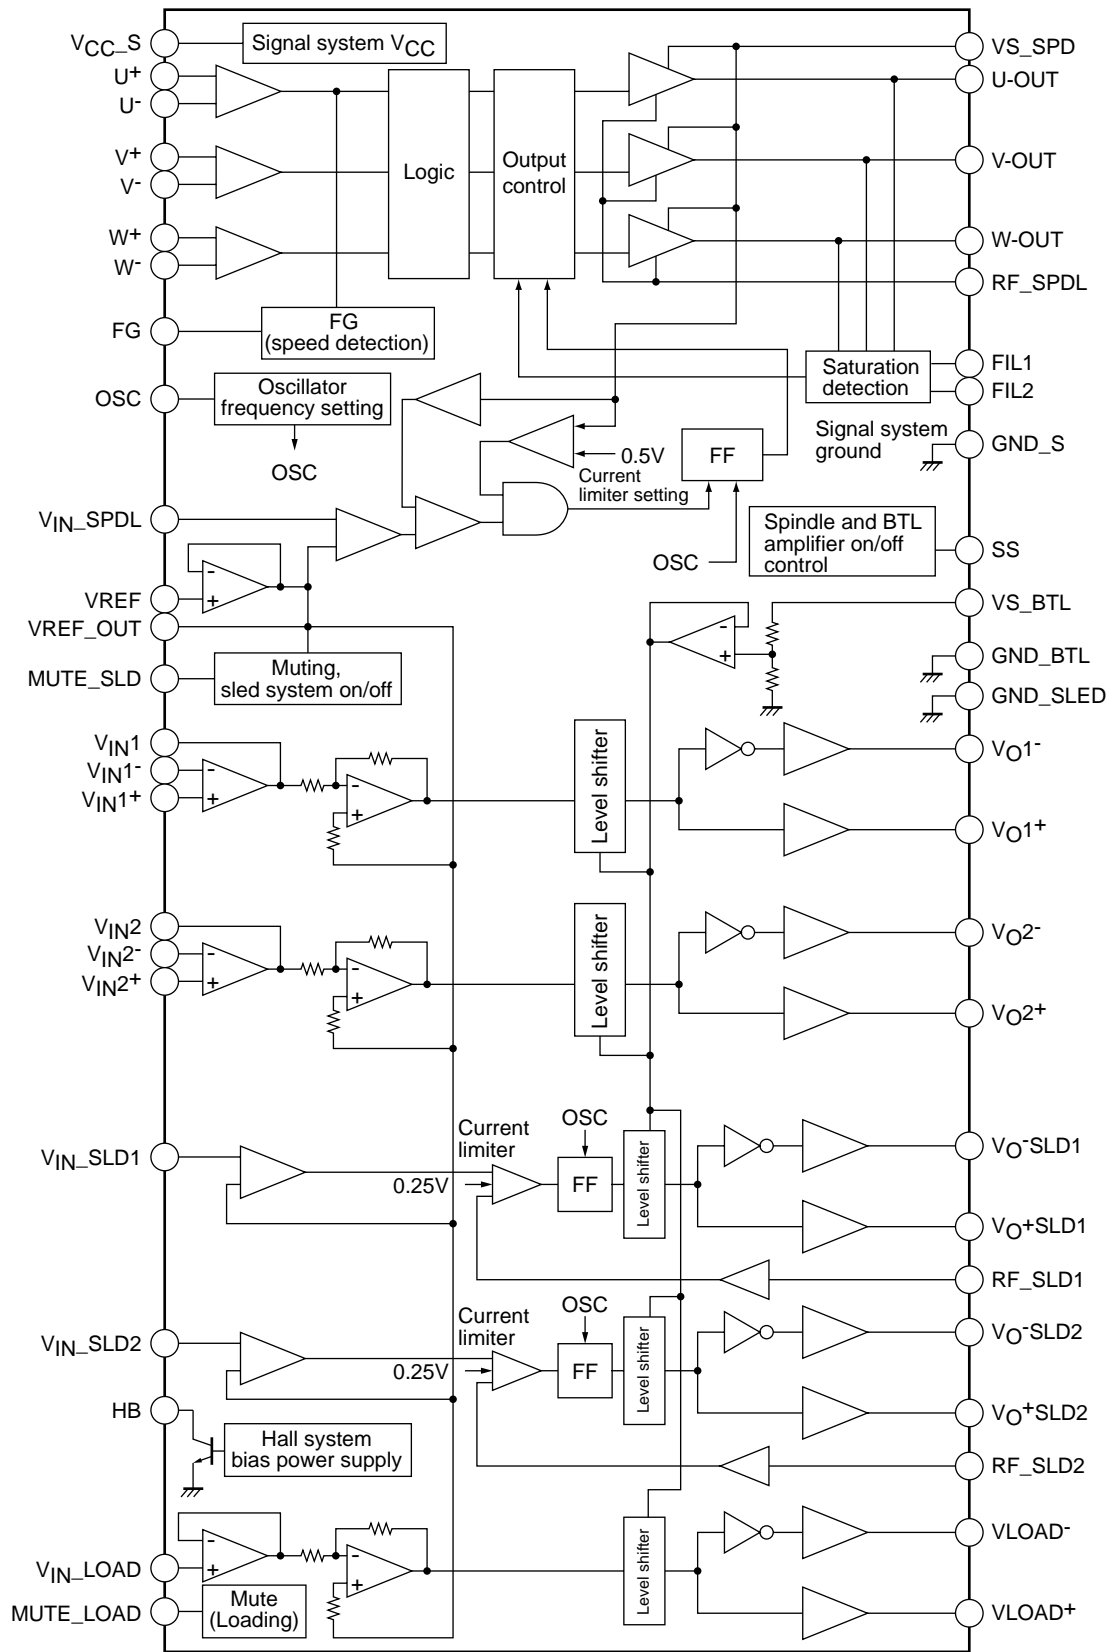 VCC_S
Signal system VCC
VS_SPD
U+
U-OUT
U-
V+
V-OUT
V-
Logic
Output
control
W+
W-OUT
W-
RF_SPDL
FG
FG
(speed detection)
Saturation
detection
FIL1
FIL2
OSC
Oscillator
frequency setting
OSC
Signal system
ground
GND_S
0.5V
Current
limiter setting
FF
VIN_SPDL
OSC
Spindle and BTL
amplifier on/off
control
SS
-
+
VREF
VREF_OUT
VS_BTL
-
+
GND_BTL
MUTE_SLD
Muting,
sled system on/off
GND_SLED
VIN1
VIN1-
VIN1+
-
+
-
+
Level shifter
VO1-
VO1+
VIN2
VIN2-
VIN2+
-
+
-
+
Level shifter
VO2-
VO2+
VIN_SLD1
Current
limiter
0.25V
OSC
FF
Level shifter
VO-SLD1
VO+SLD1
RF_SLD1
VIN_SLD2
Current
limiter
0.25V
OSC
FF
Level shifter
VO-SLD2
VO+SLD2
RF_SLD2
HB
Hall system
bias power supply
VIN_LOAD
-
+
-
+
Level shifter
VLOAD-
VLOAD+
MUTE_LOAD
Mute
(Loading)